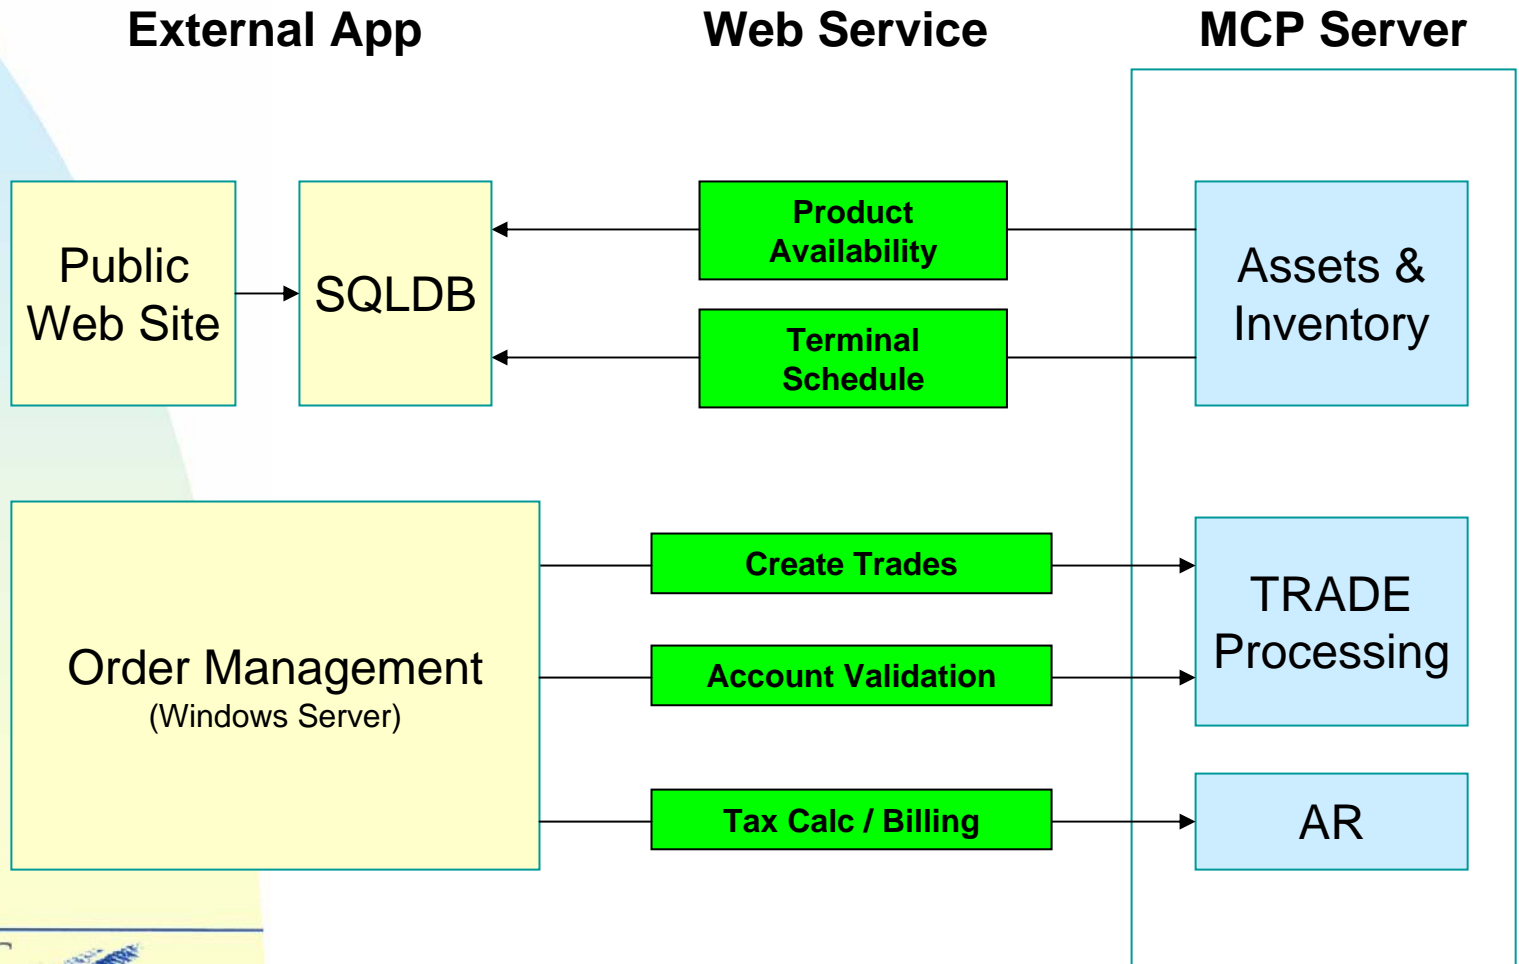 External App
Web Service
MCP Server
Public
Web Site
SQLDB
Product
Availability
Terminal
Schedule
Assets &
Inventory
Order Management
(Windows Server)
Create Trades
Account Validation
Tax Calc / Billing
TRADE
Processing
AR